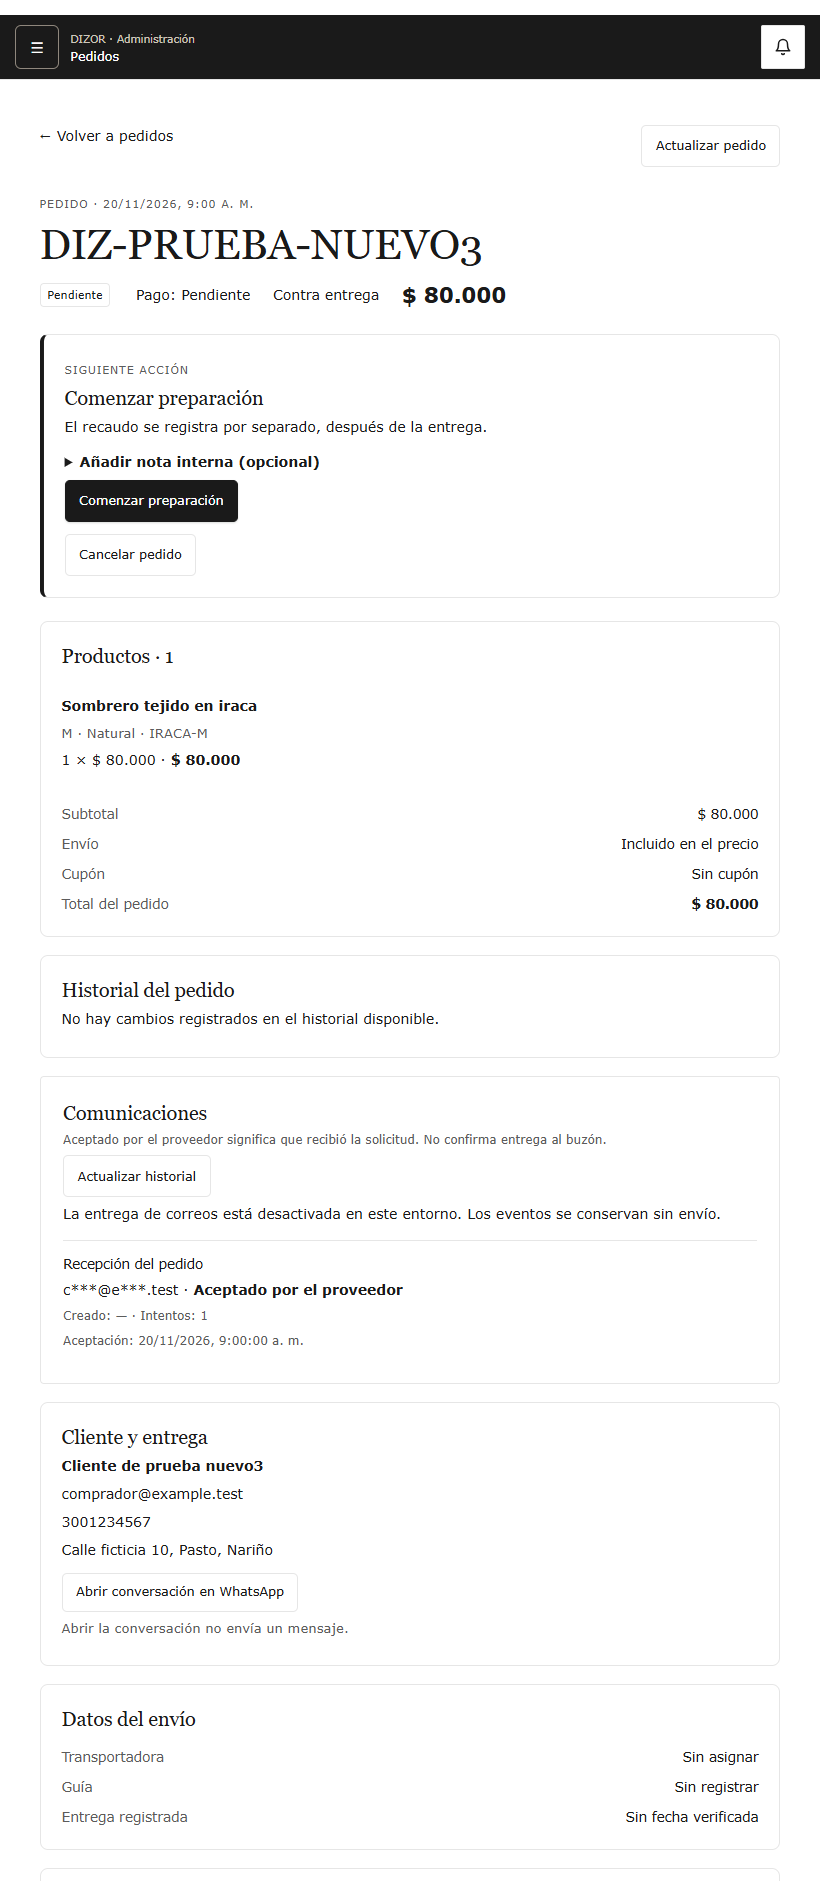 ☰
DIZOR · Administración
Pedidos
← Volver a pedidos
Actualizar pedido
PEDIDO · 20/11/2026, 9:00 A. M.
DIZ-PRUEBA-NUEVO3
Pendiente
Pago: Pendiente
Contra entrega
$ 80.000
SIGUIENTE ACCIÓN
Comenzar preparación
El recaudo se registra por separado, después de la entrega.
▶ Añadir nota interna (opcional)
Comenzar preparación
Cancelar pedido
Productos · 1
Sombrero tejido en iraca
M · Natural · IRACA-M
1 × $ 80.000 · $ 80.000
Subtotal $ 80.000
Envío Incluido en el precio
Cupón Sin cupón
Total del pedido $ 80.000
Historial del pedido
No hay cambios registrados en el historial disponible.
Comunicaciones
Aceptado por el proveedor significa que recibió la solicitud. No confirma entrega al buzón.
Actualizar historial
La entrega de correos está desactivada en este entorno. Los eventos se conservan sin envío.
Recepción del pedido
c***@e***.test · Aceptado por el proveedor
Creado: — · Intentos: 1
Aceptación: 20/11/2026, 9:00:00 a. m.
Cliente y entrega
Cliente de prueba nuevo3
comprador@example.test
3001234567
Calle ficticia 10, Pasto, Nariño
Abrir conversación en WhatsApp
Abrir la conversación no envía un mensaje.
Datos del envío
Transportadora Sin asignar
Guía Sin registrar
Entrega registrada Sin fecha verificada